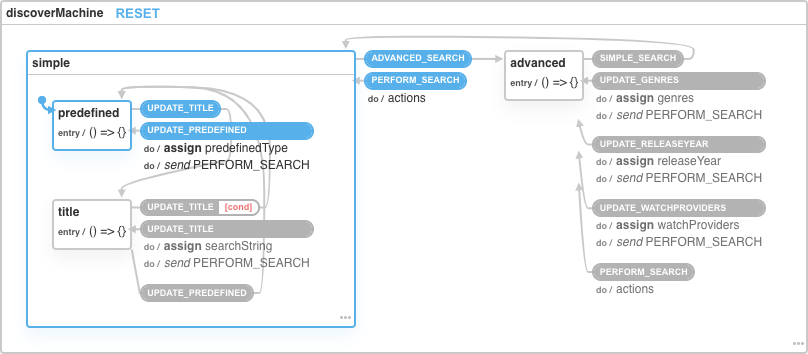 discoverMachine RESET
simple
ADVANCED_SEARCH
PERFORM_SEARCH
do / actions
predefined
entry / () => {}
UPDATE_TITLE
UPDATE_PREDEFINED
do / assign predefinedType
do / send PERFORM_SEARCH
title
entry / () => {}
UPDATE_TITLE [cond]
UPDATE_TITLE
do / assign searchString
do / send PERFORM_SEARCH
UPDATE_PREDEFINED
advanced
entry / () => {}
SIMPLE_SEARCH
UPDATE_GENRES
do / assign genres
do / send PERFORM_SEARCH
UPDATE_RELEASEYEAR
do / assign releaseYear
do / send PERFORM_SEARCH
UPDATE_WATCHPROVIDERS
do / assign watchProviders
do / send PERFORM_SEARCH
PERFORM_SEARCH
do / actions